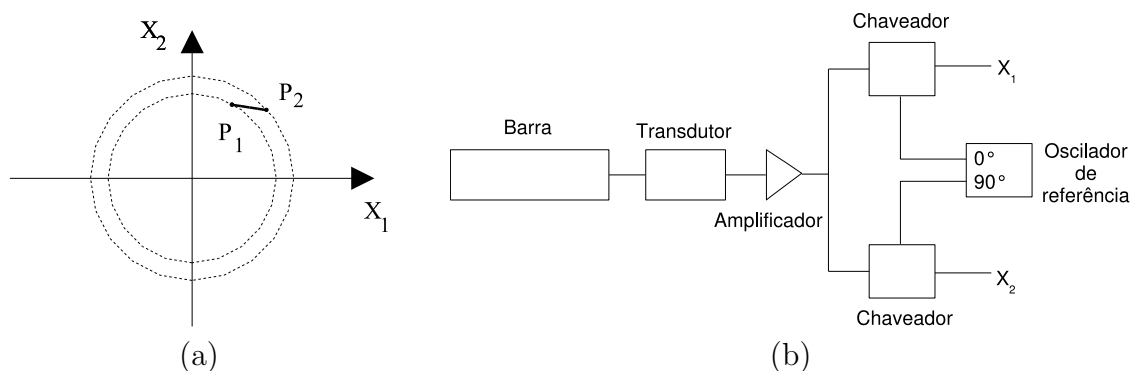 X2
P2
P1
X1
(a)
Chaveador
X1
Barra
Transdutor
Amplificador
0°
90°
Oscilador
de
referência
X2
Chaveador
(b)